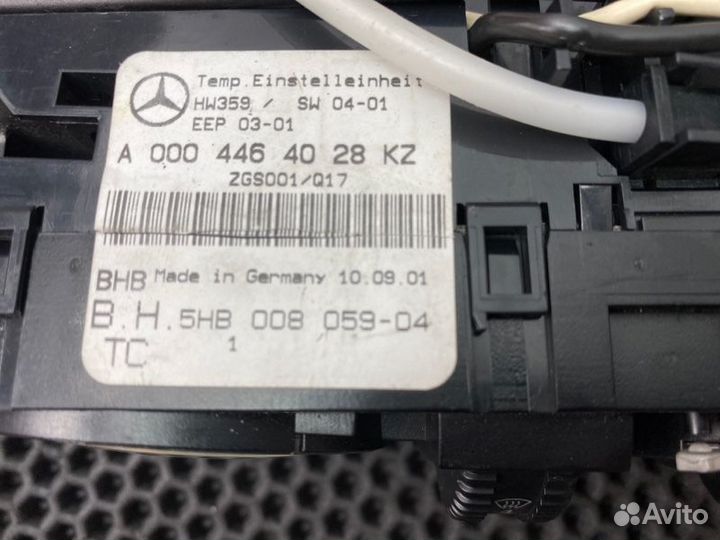 Temp.Einstelleinheit
HW359 / SW 04-01
EEP 03-01
A 000 446 40 28 KZ
ZGS001/Q17
BHB Made in Germany 10.09.01
B.H.5HB 008 059-04
TC 1
Avito